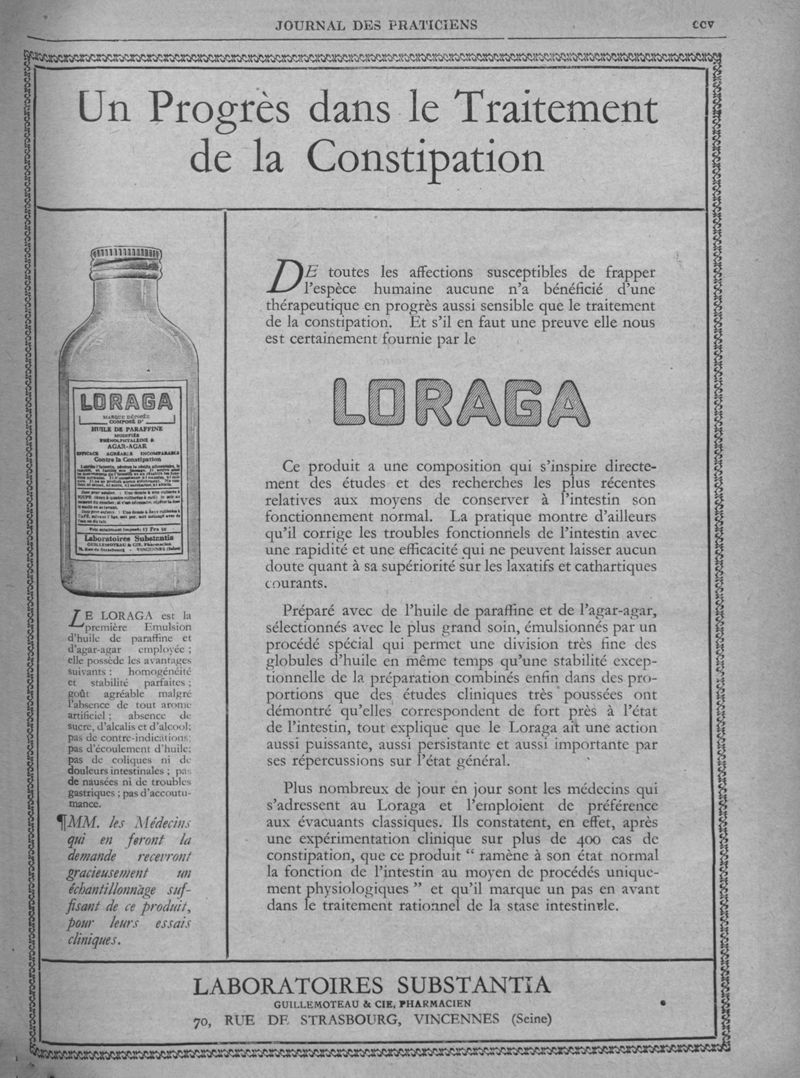 JOURNAL DES PRATICIENS
ccv
Un Progrès dans le Traitement
de la Constipation
LORAGA
MARQUE DÉPOSÉE
COMPOSÉ D'
HUILE DE PARAFFINE
MODIFIÉE
PHÉNOLPHTALÉINE &
AGAR-AGAR
EFFICACE AGRÉABLE INCOMPARABLE
Contre la Constipation
Laboratoires Substantia
GUILLEMOTEAU & CIE, Pharmacien
LE LORAGA est la
première Emulsion
d'huile de paraffine et
d'agar-agar employée ;
elle possède les avantages
suivants : homogénéité
et stabilité parfaites ;
goût agréable malgré
l'absence de tout arome
artificiel ; absence de
sucre, d'alcalis et d'alcool;
pas de contre-indications;
pas d'écoulement d'huile;
pas de coliques ni de
douleurs intestinales ; pas
de nausées ni de troubles
gastriques ; pas d'accoutu-
mance.
¶MM. les Médecins
qui en feront la
demande recevront
gracieusement un
échantillonnage suf-
fisant de ce produit,
pour leurs essais
cliniques.
DE toutes les affections susceptibles de frapper
l'espèce humaine aucune n'a bénéficié d'une
thérapeutique en progrès aussi sensible que le traitement
de la constipation. Et s'il en faut une preuve elle nous
est certainement fournie par le
LORAGA
Ce produit a une composition qui s'inspire directe-
ment des études et des recherches les plus récentes
relatives aux moyens de conserver à l'intestin son
fonctionnement normal. La pratique montre d'ailleurs
qu'il corrige les troubles fonctionnels de l'intestin avec
une rapidité et une efficacité qui ne peuvent laisser aucun
doute quant à sa supériorité sur les laxatifs et cathartiques
courants.
Préparé avec de l'huile de paraffine et de l'agar-agar,
sélectionnés avec le plus grand soin, émulsionnés par un
procédé spécial qui permet une division très fine des
globules d'huile en même temps qu'une stabilité excep-
tionnelle de la préparation combinés enfin dans des pro-
portions que des études cliniques très poussées ont
démontré qu'elles correspondent de fort près à l'état
de l'intestin, tout explique que le Loraga ait une action
aussi puissante, aussi persistante et aussi importante par
ses répercussions sur l'état général.
Plus nombreux de jour en jour sont les médecins qui
s'adressent au Loraga et l'emploient de préférence
aux évacuants classiques. Ils constatent, en effet, après
une expérimentation clinique sur plus de 400 cas de
constipation, que ce produit “ ramène à son état normal
la fonction de l'intestin au moyen de procédés unique-
ment physiologiques ” et qu'il marque un pas en avant
dans le traitement rationnel de la stase intestinele.
LABORATOIRES SUBSTANTIA
GUILLEMOTEAU & CIE, PHARMACIEN
70, RUE DE STRASBOURG, VINCENNES (Seine)